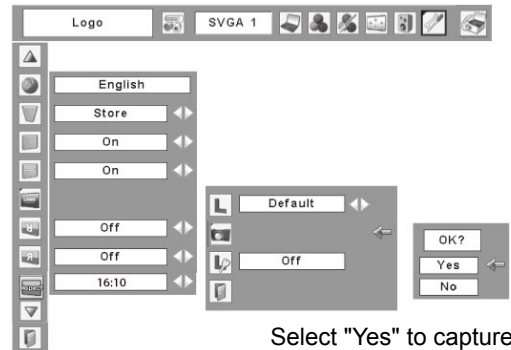 Logo
SVGA 1
English
Store
On
On
Off
Off
16:10
Default
Off
OK?
Yes
No
Select "Yes" to capture